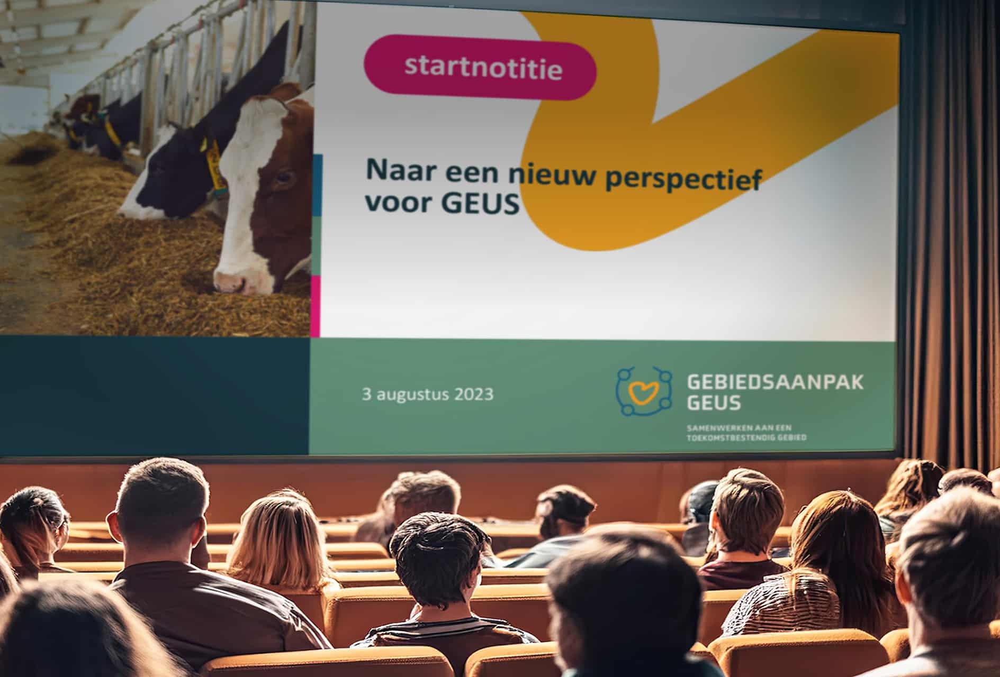 startnotitie
Naar een nieuw perspectief
voor GEUS
3 augustus 2023
GEBIEDSAANPAK
GEUS
SAMENWERKEN AAN EEN
TOEKOMSTBESTENDIG GEBIED